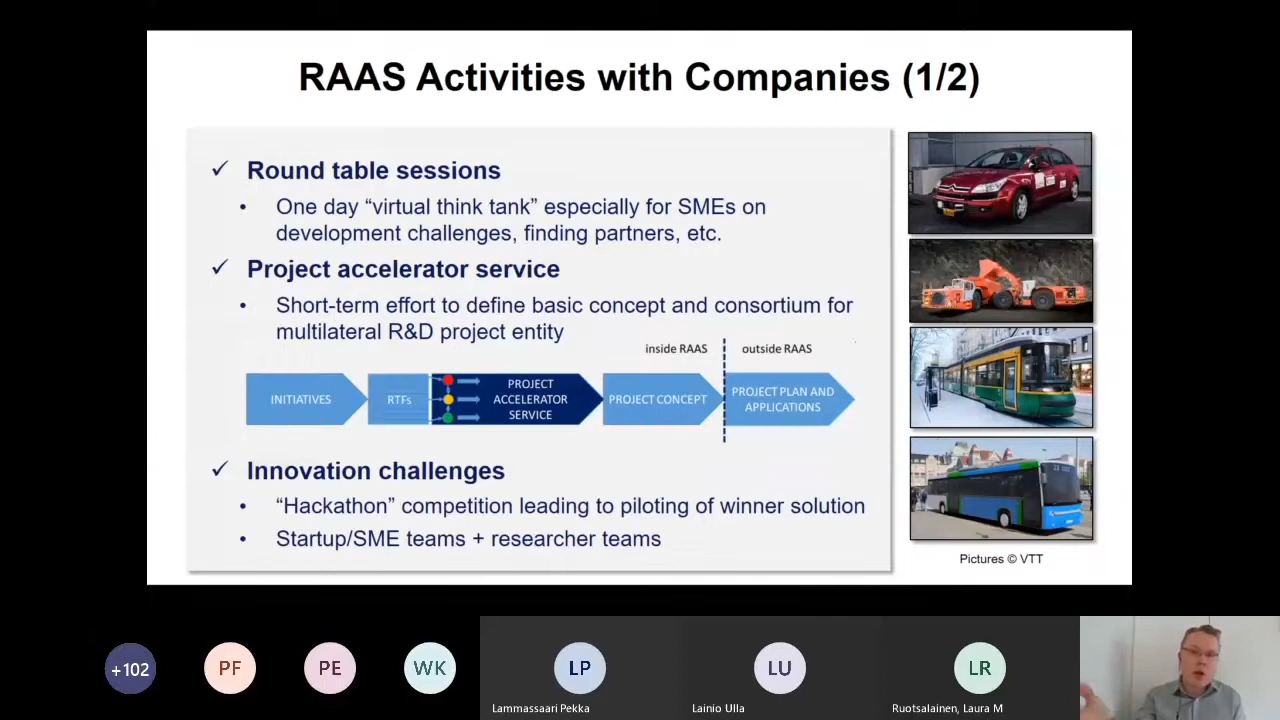 RAAS Activities with Companies (1/2)
✓ Round table sessions
• One day “virtual think tank” especially for SMEs on
development challenges, finding partners, etc.
✓ Project accelerator service
• Short-term effort to define basic concept and consortium for
multilateral R&D project entity
inside RAAS
outside RAAS
INITIATIVES
RTFs
PROJECT
ACCELERATOR
SERVICE
PROJECT CONCEPT
PROJECT PLAN AND
APPLICATIONS
✓ Innovation challenges
• “Hackathon” competition leading to piloting of winner solution
• Startup/SME teams + researcher teams
Pictures © VTT
+102
PF
PE
WK
LP
LU
LR
Lammassaari Pekka
Lainio Ulla
Ruotsalainen, Laura M